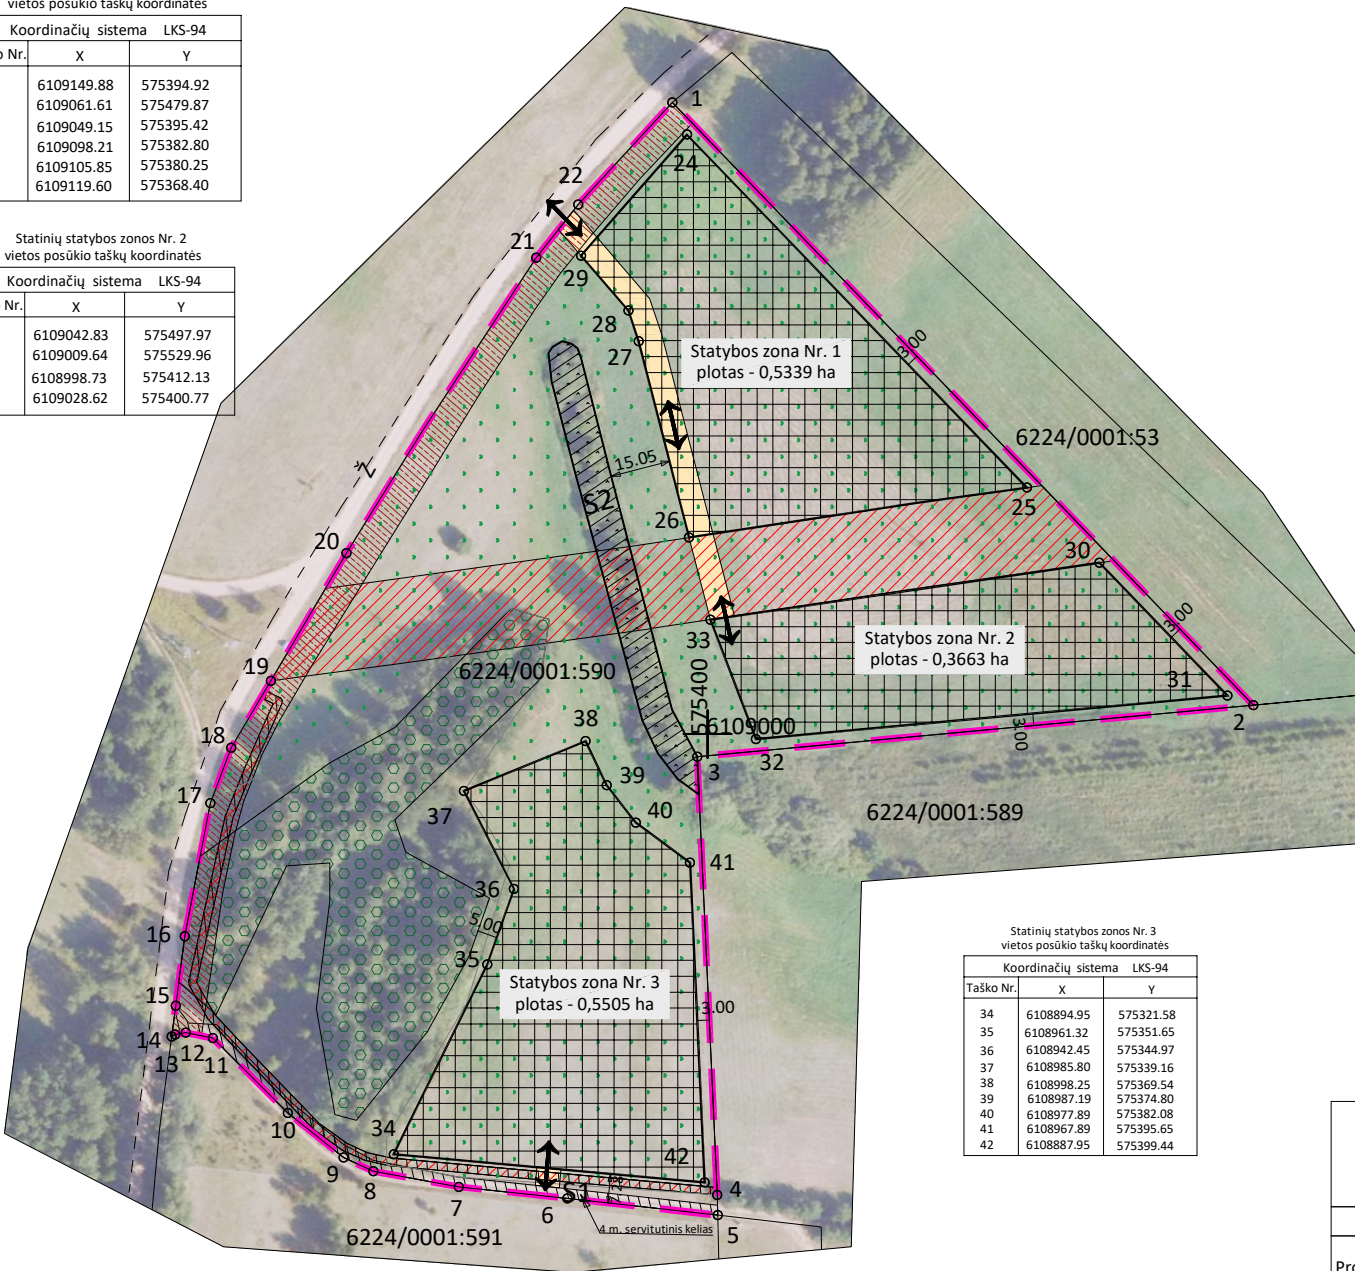 vietos posūkio taškų koordinatės
Koordinačių sistema LKS-94
Nr. X Y
6109149.88 575394.92
6109061.61 575479.87
6109049.15 575395.42
6109098.21 575382.80
6109105.85 575380.25
6109119.60 575368.40
Statinių statybos zonos Nr. 2
vietos posūkio taškų koordinatės
Koordinačių sistema LKS-94
Nr. X Y
6109042.83 575497.97
6109009.64 575529.96
6108998.73 575412.13
6109028.62 575400.77
1
24
22
21
29
28
27
Statybos zona Nr. 1
plotas - 0,5339 ha
3.00
6224/0001:53
15.05
S2
Ž
26
25
20
30
33
Statybos zona Nr. 2
plotas - 0,3663 ha
3.00
31
2
19
6224/0001:590
575400
6109000
3.00
18
38
3
32
17
37
39
40
6224/0001:589
41
36
5.00
16
35
Statybos zona Nr. 3
plotas - 0,5505 ha
3.00
15
14
13
12
11
10
34
42
9
8
7
6
S1
7.28
4
5
4 m. servitutinis kelias
6224/0001:591
Statinių statybos zonos Nr. 3
vietos posūkio taškų koordinatės
Koordinačių sistema LKS-94
Taško Nr. X Y
34 6108894.95 575321.58
35 6108961.32 575351.65
36 6108942.45 575344.97
37 6108985.80 575339.16
38 6108998.25 575369.54
39 6108987.19 575374.80
40 6108977.89 575382.08
41 6108967.89 575395.65
42 6108887.95 575399.44